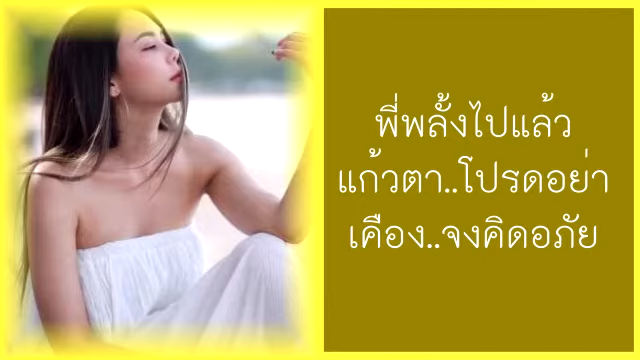 พี่พลั้งไปแล้ว
แก้วตา..โปรดอย่า
เคือง..จงคิดอภัย